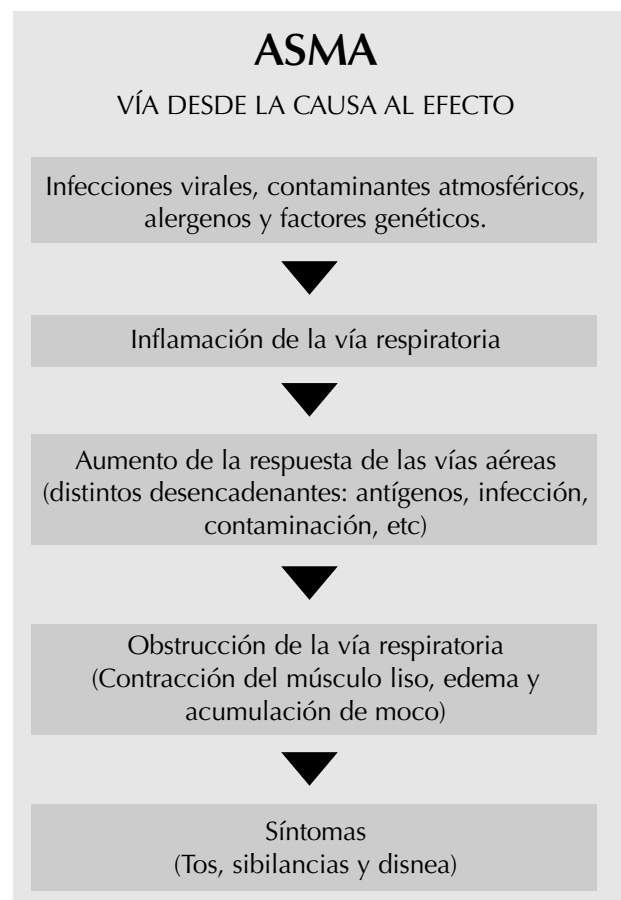 ASMA
VÍA DESDE LA CAUSA AL EFECTO
Infecciones virales, contaminantes atmosféricos,
alergenos y factores genéticos.
Inflamación de la vía respiratoria
Aumento de la respuesta de las vías aéreas
(distintos desencadenantes: antígenos, infección,
contaminación, etc)
Obstrucción de la vía respiratoria
(Contracción del músculo liso, edema y
acumulación de moco)
Síntomas
(Tos, sibilancias y disnea)